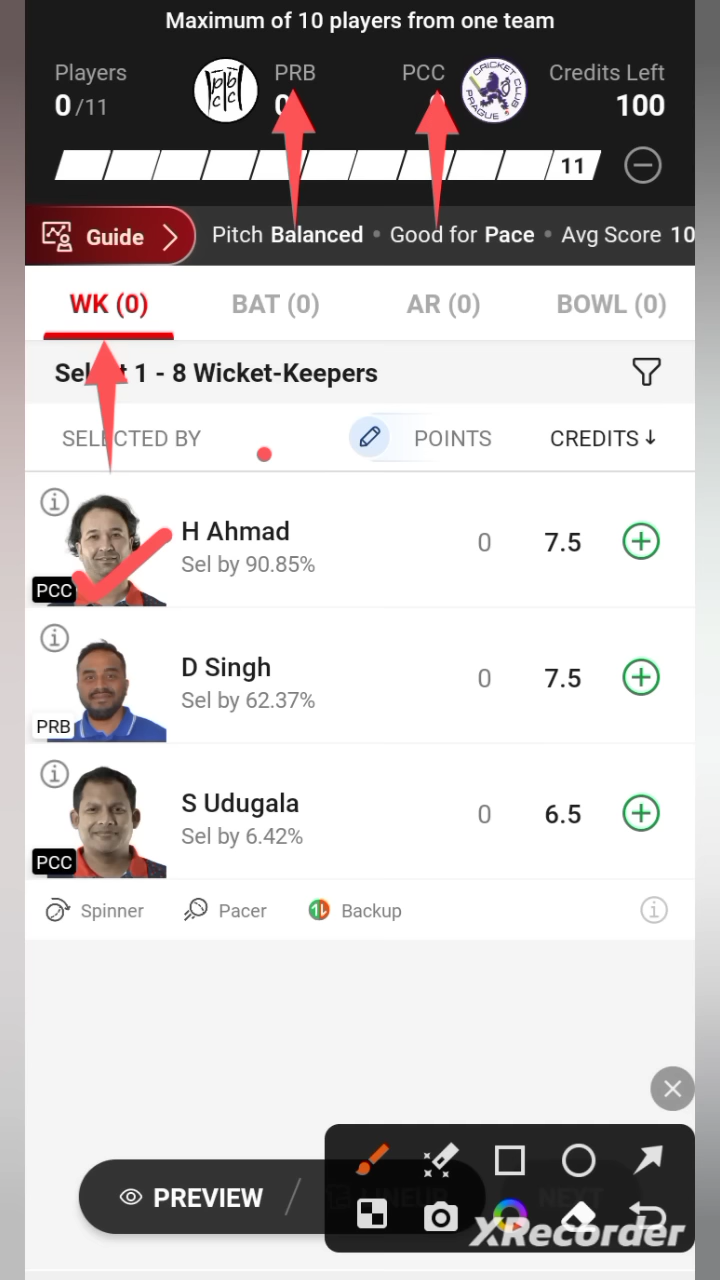 Maximum of 10 players from one team
Players PRB PCC Credits Left
0/11 100
11
Guide Pitch Balanced • Good for Pace • Avg Score 10
WK (0) BAT (0) AR (0) BOWL (0)
1 - 8 Wicket-Keepers
SELECTED BY POINTS CREDITS ↓
H Ahmad 0 7.5
Sel by 90.85%
PCC
D Singh 0 7.5
Sel by 62.37%
PRB
S Udugala 0 6.5
Sel by 6.42%
PCC
Spinner Pacer Backup
PREVIEW / NEXT
XRecorder